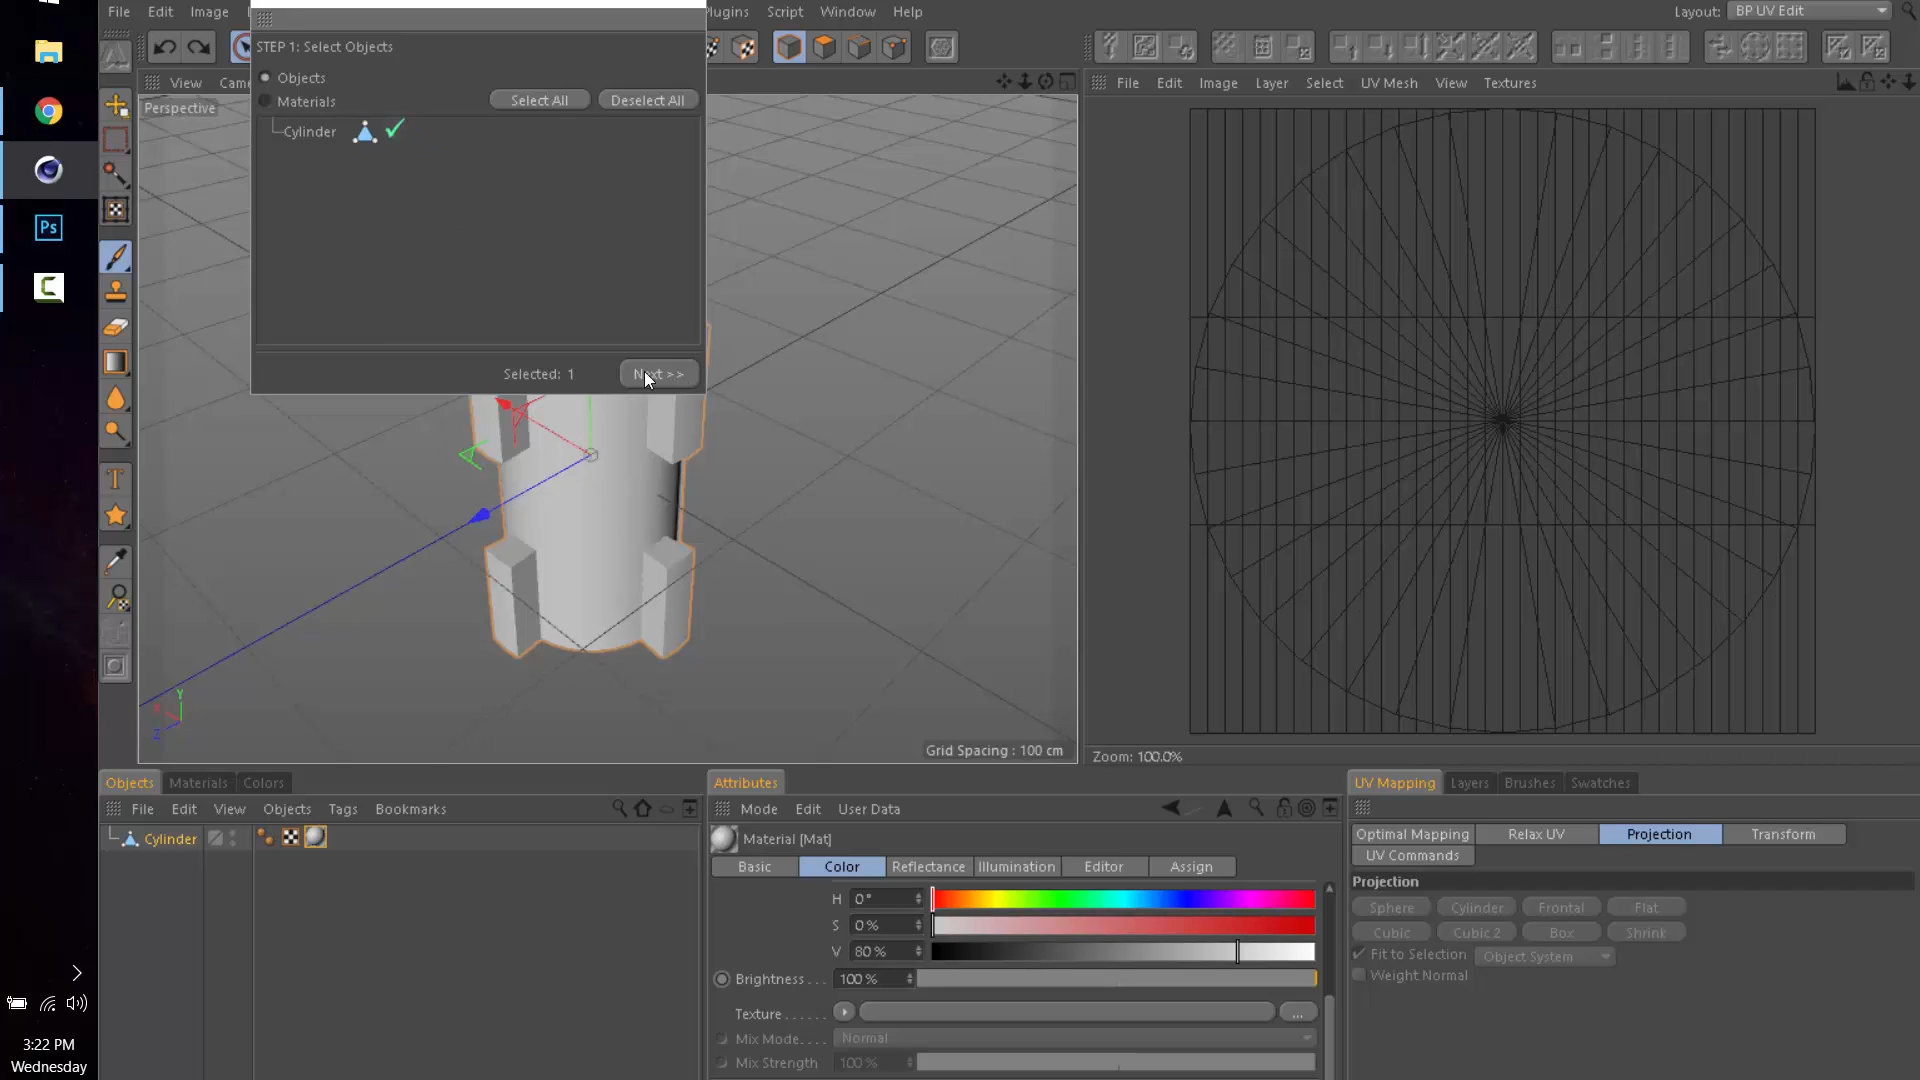 File Edit Image Plugins Script Window Help
Layout: BP UV Edit
STEP 1: Select Objects
Objects
Materials
Select All Deselect All
Cylinder
Selected: 1
Next >>
View
Perspective
File Edit Image Layer Select UV Mesh View Textures
Ps
C
T
Y
X
Z
Grid Spacing : 100 cm
Zoom: 100.0%
Objects Materials Colors
File Edit View Objects Tags Bookmarks
Cylinder
Attributes
Mode Edit User Data
Material [Mat]
Basic Color Reflectance Illumination Editor Assign
H 0°
S 0%
V 80%
Brightness . . . 100%
Texture . . . . . . ...
Mix Mode. . . . Normal
Mix Strength 100%
UV Mapping Layers Brushes Swatches
Optimal Mapping Relax UV Projection Transform
UV Commands
Projection
Sphere Cylinder Frontal Flat
Cubic Cubic 2 Box Shrink
Fit to Selection Object System
Weight Normal
3:22 PM
Wednesday